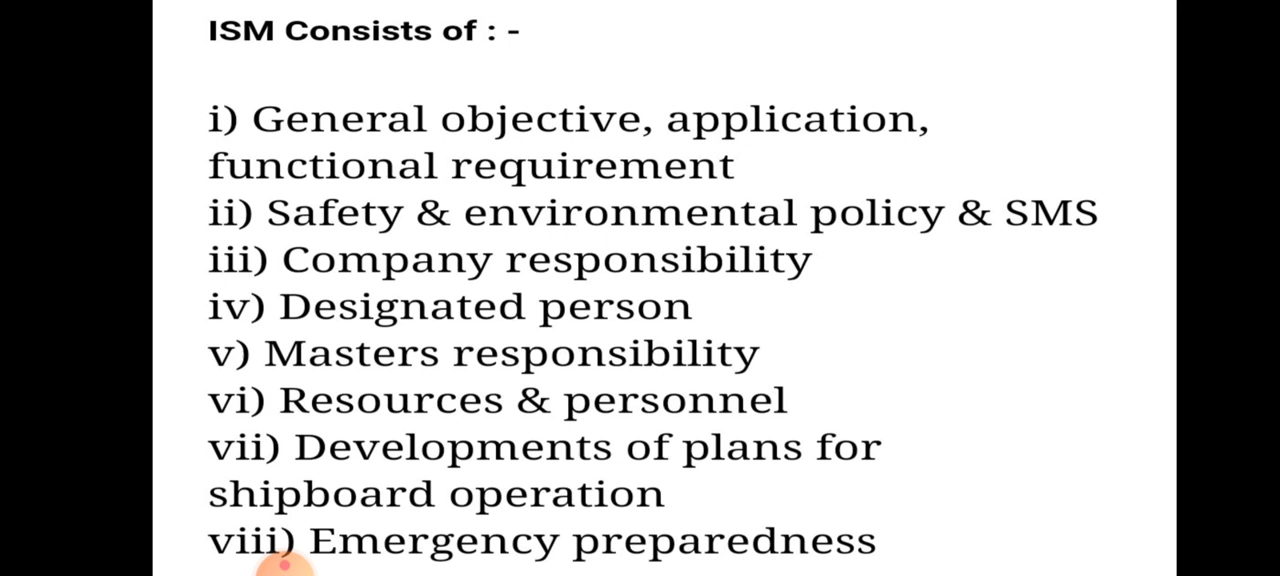 ISM Consists of : -
i) General objective, application,
functional requirement
ii) Safety & environmental policy & SMS
iii) Company responsibility
iv) Designated person
v) Masters responsibility
vi) Resources & personnel
vii) Developments of plans for
shipboard operation
viii) Emergency preparedness